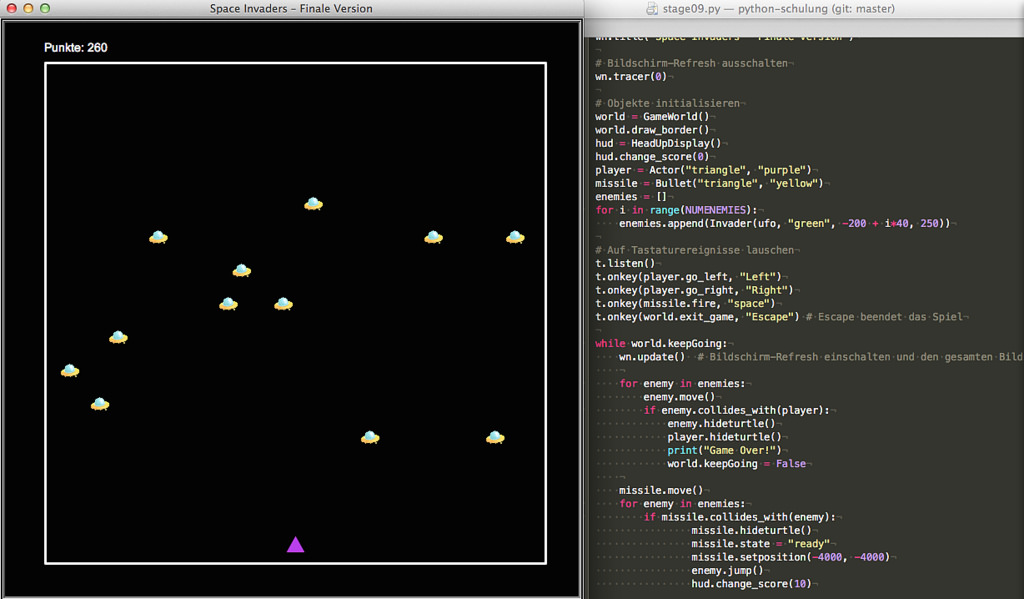 Space Invaders – Finale Version
Punkte: 260
stage09.py — python-schulung (git: master)
wn.title("Space Invaders – Finale Version")
# Bildschirm-Refresh ausschalten
wn.tracer(0)
# Objekte initialisieren
world = GameWorld()
world.draw_border()
hud = HeadUpDisplay()
hud.change_score(0)
player = Actor("triangle", "purple")
missile = Bullet("triangle", "yellow")
enemies = []
for i in range(NUMENEMIES):
enemies.append(Invader(ufo, "green", -200 + i*40, 250))
# Auf Tastaturereignisse lauschen
t.listen()
t.onkey(player.go_left, "Left")
t.onkey(player.go_right, "Right")
t.onkey(missile.fire, "space")
t.onkey(world.exit_game, "Escape") # Escape beendet das Spiel
while world.keepGoing:
wn.update() # Bildschirm-Refresh einschalten und den gesamten Bild
for enemy in enemies:
enemy.move()
if enemy.collides_with(player):
enemy.hideturtle()
player.hideturtle()
print("Game Over!")
world.keepGoing = False
missile.move()
for enemy in enemies:
if missile.collides_with(enemy):
missile.hideturtle()
missile.state = "ready"
missile.setposition(-4000, -4000)
enemy.jump()
hud.change_score(10)